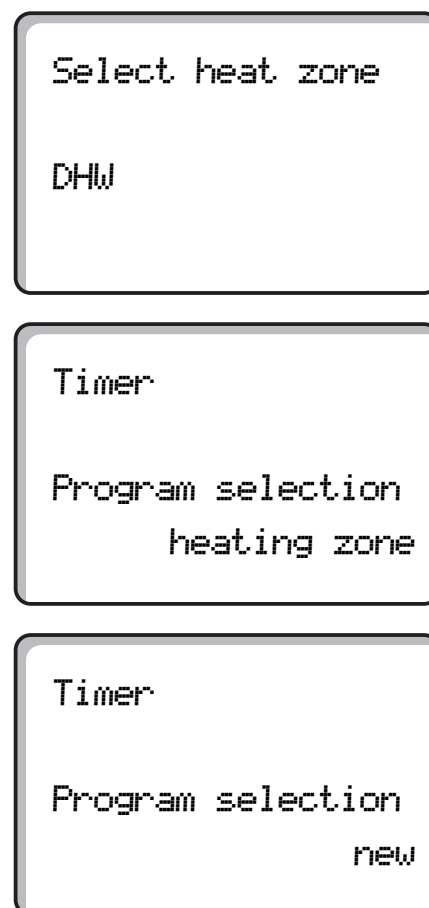 Select heat zone
DHW
Timer
Program selection
heating zone
Timer
Program selection
new